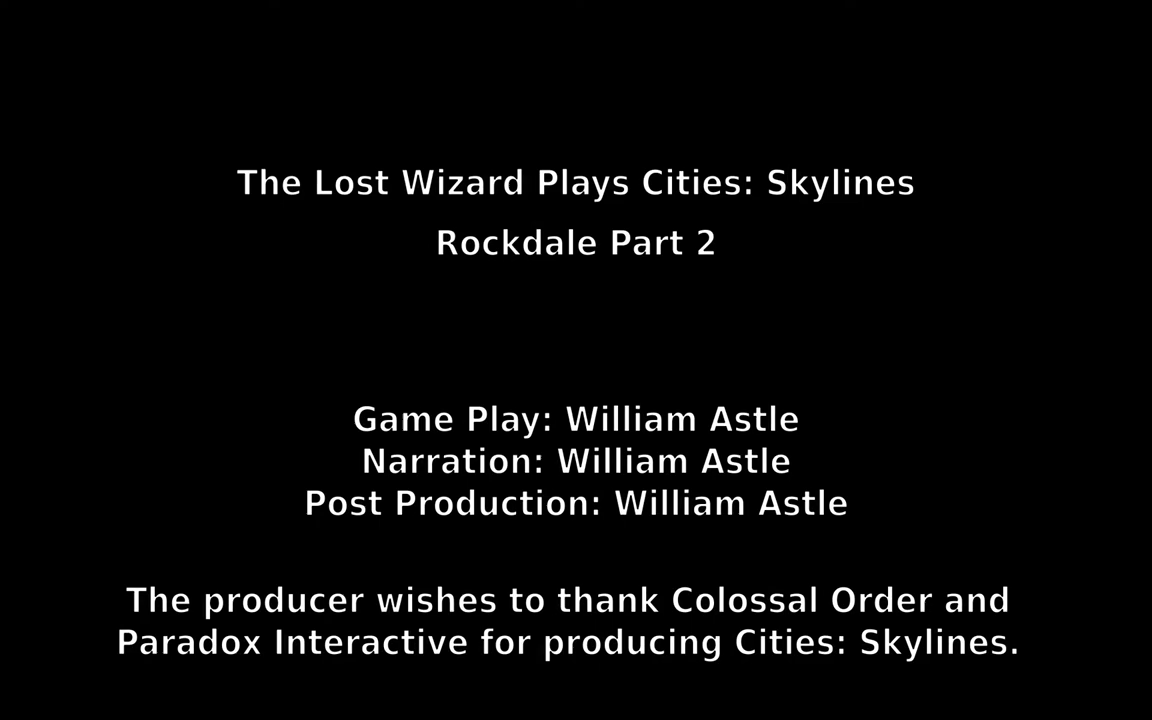 The Lost Wizard Plays Cities: Skylines
Rockdale Part 2
Game Play: William Astle
Narration: William Astle
Post Production: William Astle
The producer wishes to thank Colossal Order and
Paradox Interactive for producing Cities: Skylines.